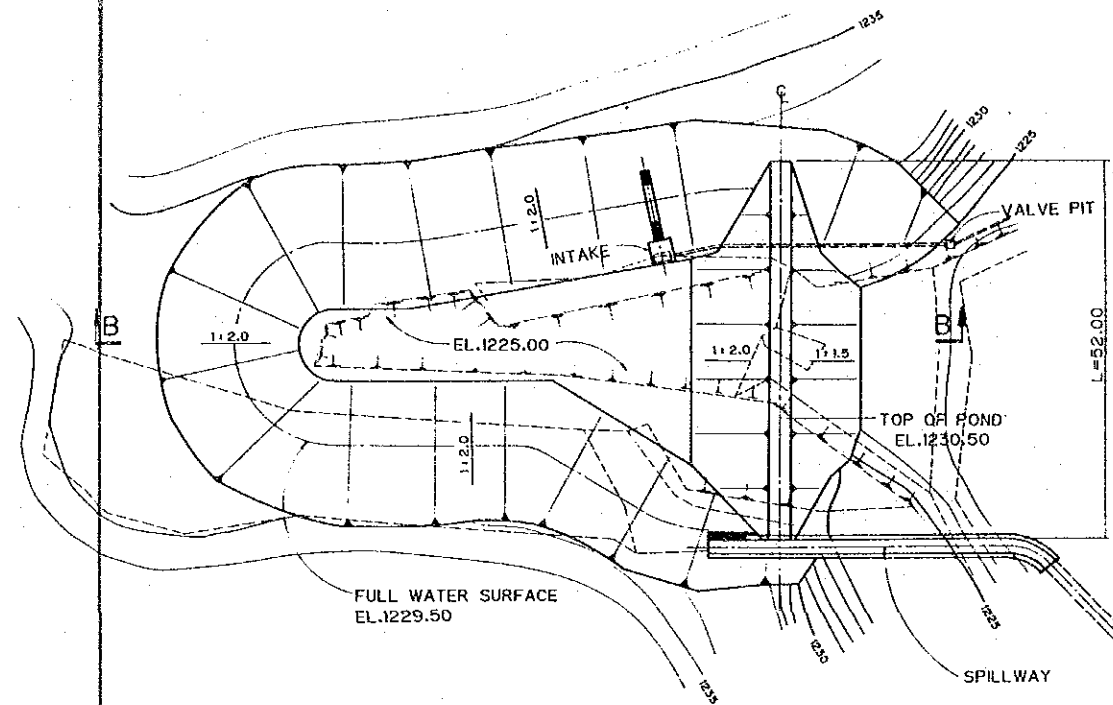 1235
C L
1230
1225
VALVE PIT
1:2.0
INTAKE
B
B
1:2.0
EL.1225.00
1:2.0
1:1.5
L=52.00
TOP OF POND
EL.1230.50
1:2.0
FULL WATER SURFACE
EL.1229.50
1225
1230
SPILLWAY
1235